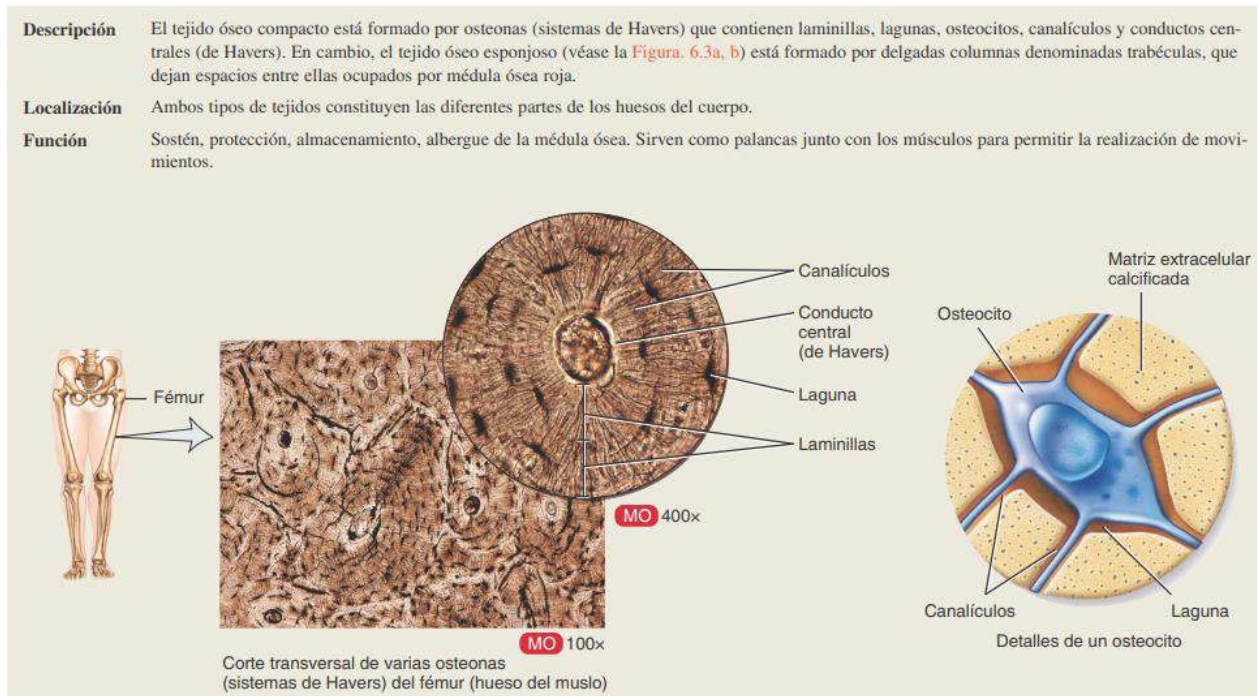 Descripción El tejido óseo compacto está formado por osteonas (sistemas de Havers) que contienen laminillas, lagunas, osteocitos, canalículos y conductos cen-
trales (de Havers). En cambio, el tejido óseo esponjoso (véase la Figura. 6.3a, b) está formado por delgadas columnas denominadas trabéculas, que
dejan espacios entre ellas ocupados por médula ósea roja.
Localización Ambos tipos de tejidos constituyen las diferentes partes de los huesos del cuerpo.
Función Sostén, protección, almacenamiento, albergue de la médula ósea. Sirven como palancas junto con los músculos para permitir la realización de movi-
mientos.
Fémur
Canalículos
Conducto
central
(de Havers)
Laguna
Laminillas
MO 400×
MO 100×
Corte transversal de varias osteonas
(sistemas de Havers) del fémur (hueso del muslo)
Matriz extracelular
calcificada
Osteocito
Canalículos
Laguna
Detalles de un osteocito